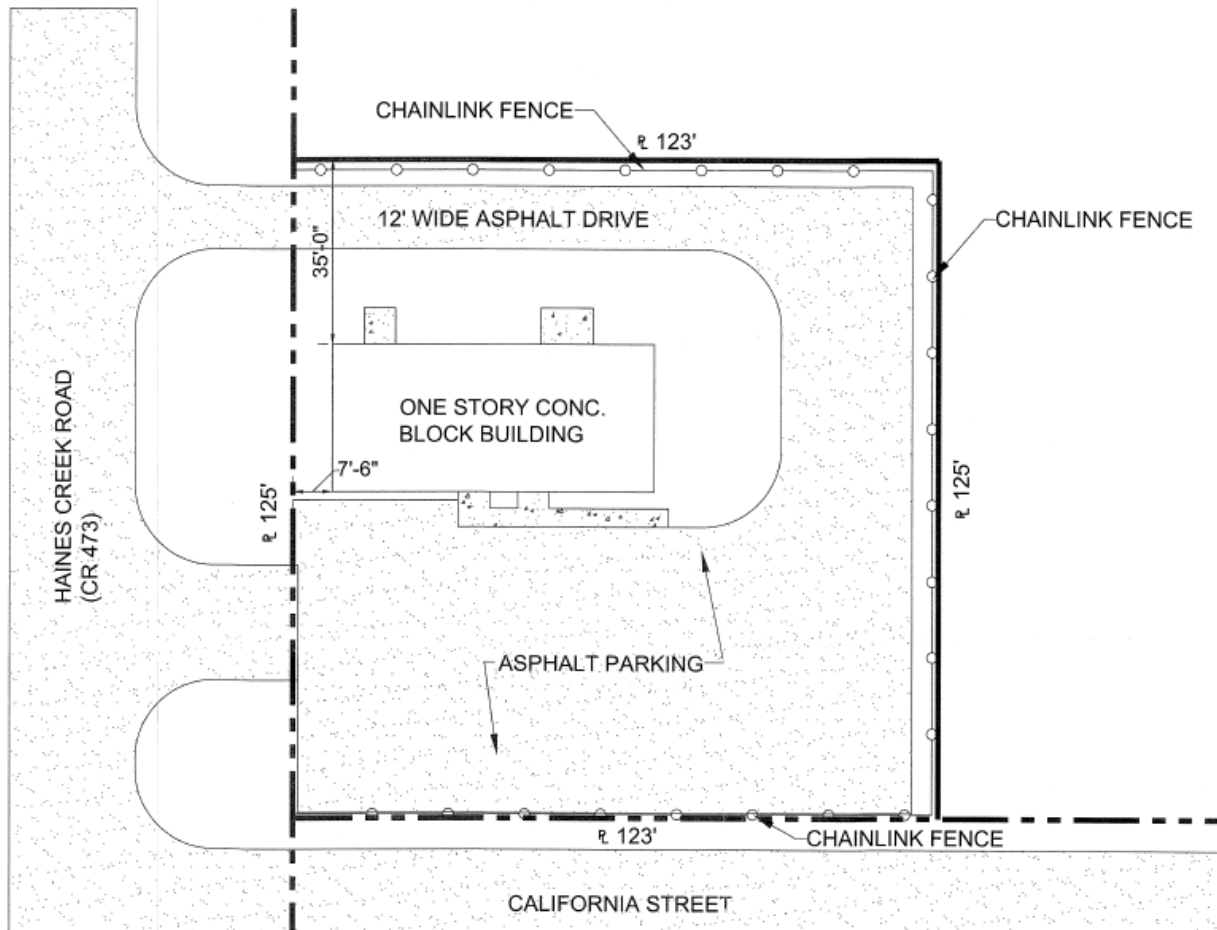 CHAINLINK FENCE
℄ 123'
12' WIDE ASPHALT DRIVE
CHAINLINK FENCE
35'-0"
ONE STORY CONC.
BLOCK BUILDING
7'-6"
HAINES CREEK ROAD
(CR 473)
℄ 125'
℄ 125'
ASPHALT PARKING
℄ 123'
CHAINLINK FENCE
CALIFORNIA STREET